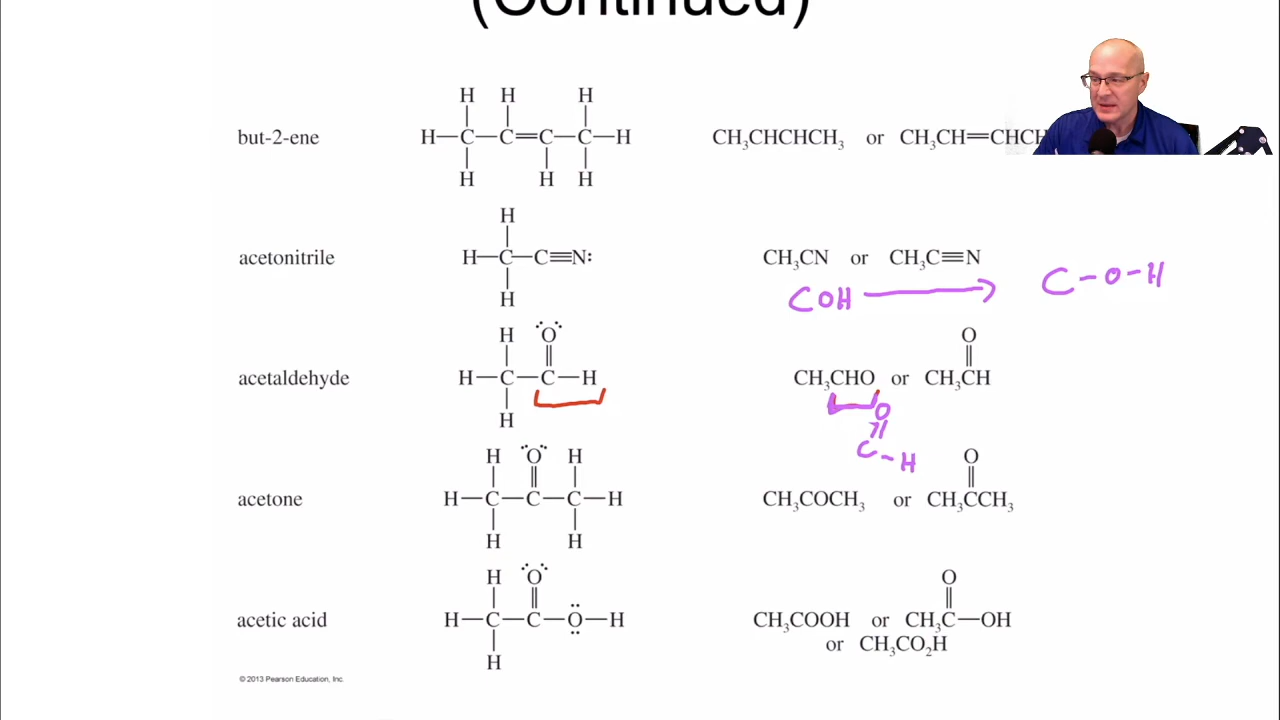 (Continued)
but-2-ene
H H H
H—C—C=C—C—H
H H H
CH₃CHCHCH₃ or CH₃CH=CHCH
acetonitrile
H
H—C—C≡N:
H
CH₃CN or CH₃C≡N
COH → C-O-H
acetaldehyde
H O
H—C—C—H
H
CH₃CHO or CH₃CH
O
O
C-H
acetone
H O H
H—C—C—C—H
H H
CH₃COCH₃ or CH₃CCH₃
O
acetic acid
H O
H—C—C—O—H
H
CH₃COOH or CH₃C—OH
O
or CH₃CO₂H
© 2013 Pearson Education, Inc.